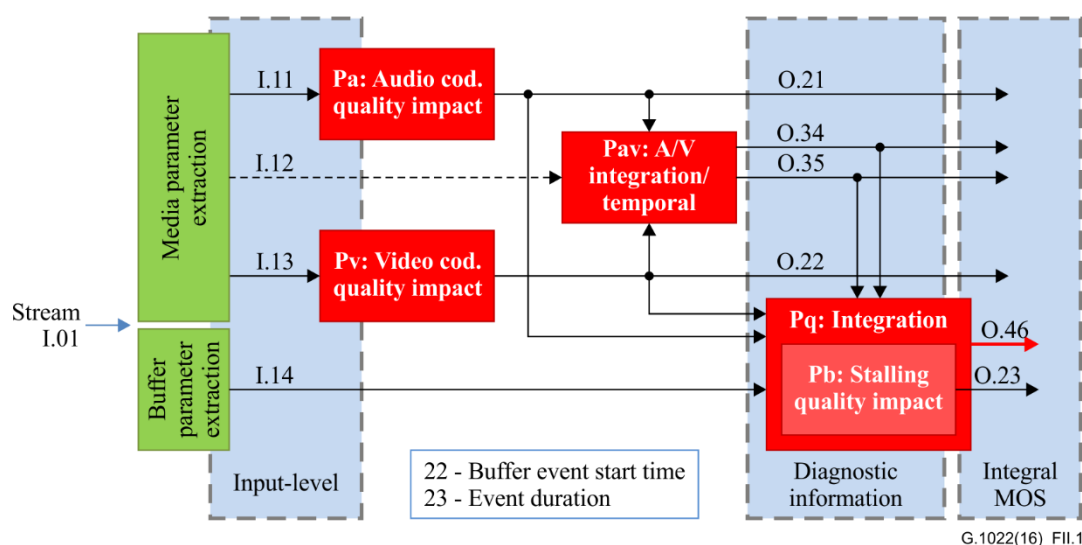 I.11
Pa: Audio cod.
quality impact
O.21
Media parameter
extraction
I.12
Pav: A/V
integration/
temporal
O.34
O.35
I.13
Pv: Video cod.
quality impact
O.22
Stream
I.01
Pq: Integration
O.46
Buffer
parameter
extraction
I.14
Pb: Stalling
quality impact
O.23
Input-level
22 - Buffer event start time
23 - Event duration
Diagnostic
information
Integral
MOS
G.1022(16)_FII.1